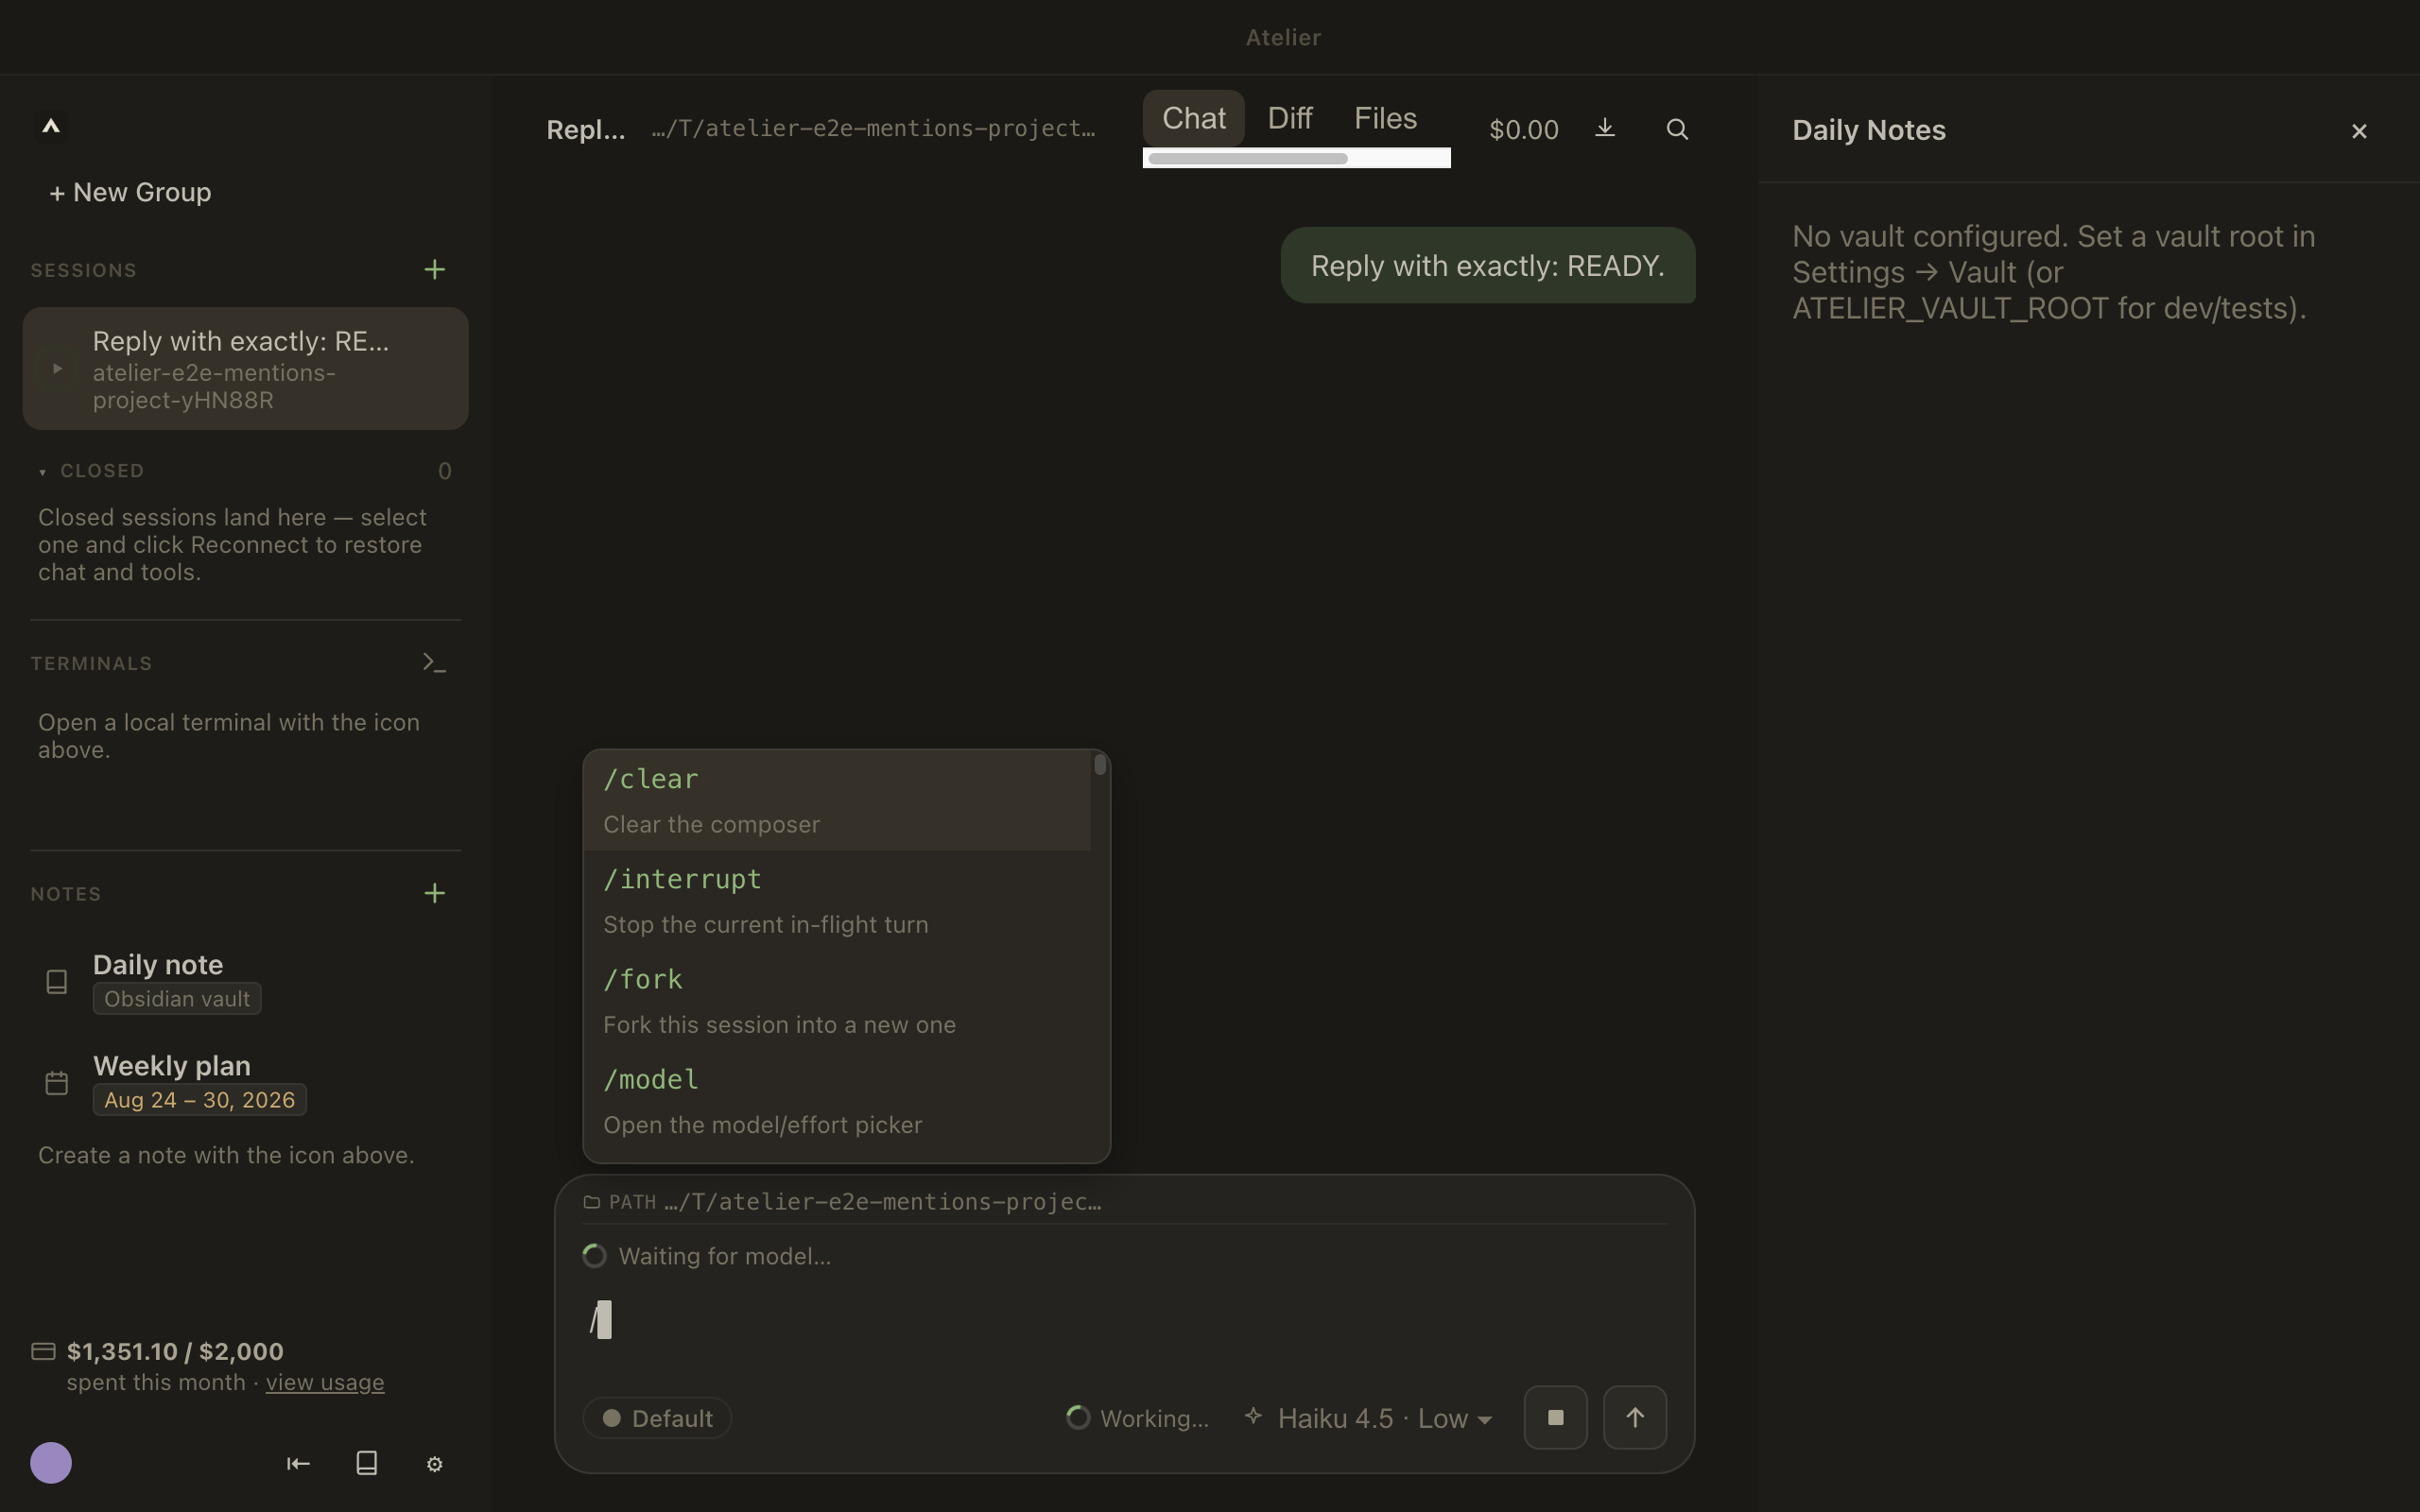 Atelier
+ New Group
SESSIONS
Reply with exactly: RE...
atelier-e2e-mentions-
project-yHN88R
CLOSED 0
Closed sessions land here — select
one and click Reconnect to restore
chat and tools.
TERMINALS
Open a local terminal with the icon
above.
NOTES
Daily note
Obsidian vault
Weekly plan
Aug 24 – 30, 2026
Create a note with the icon above.
$1,351.10 / $2,000
spent this month · view usage
Repl... …/T/atelier-e2e-mentions-project…
Chat Diff Files
$0.00
Reply with exactly: READY.
/clear
Clear the composer
/interrupt
Stop the current in-flight turn
/fork
Fork this session into a new one
/model
Open the model/effort picker
PATH …/T/atelier-e2e-mentions-projec…
Waiting for model...
/
Default
Working...
Haiku 4.5 · Low
Daily Notes
No vault configured. Set a vault root in
Settings → Vault (or
ATELIER_VAULT_ROOT for dev/tests).